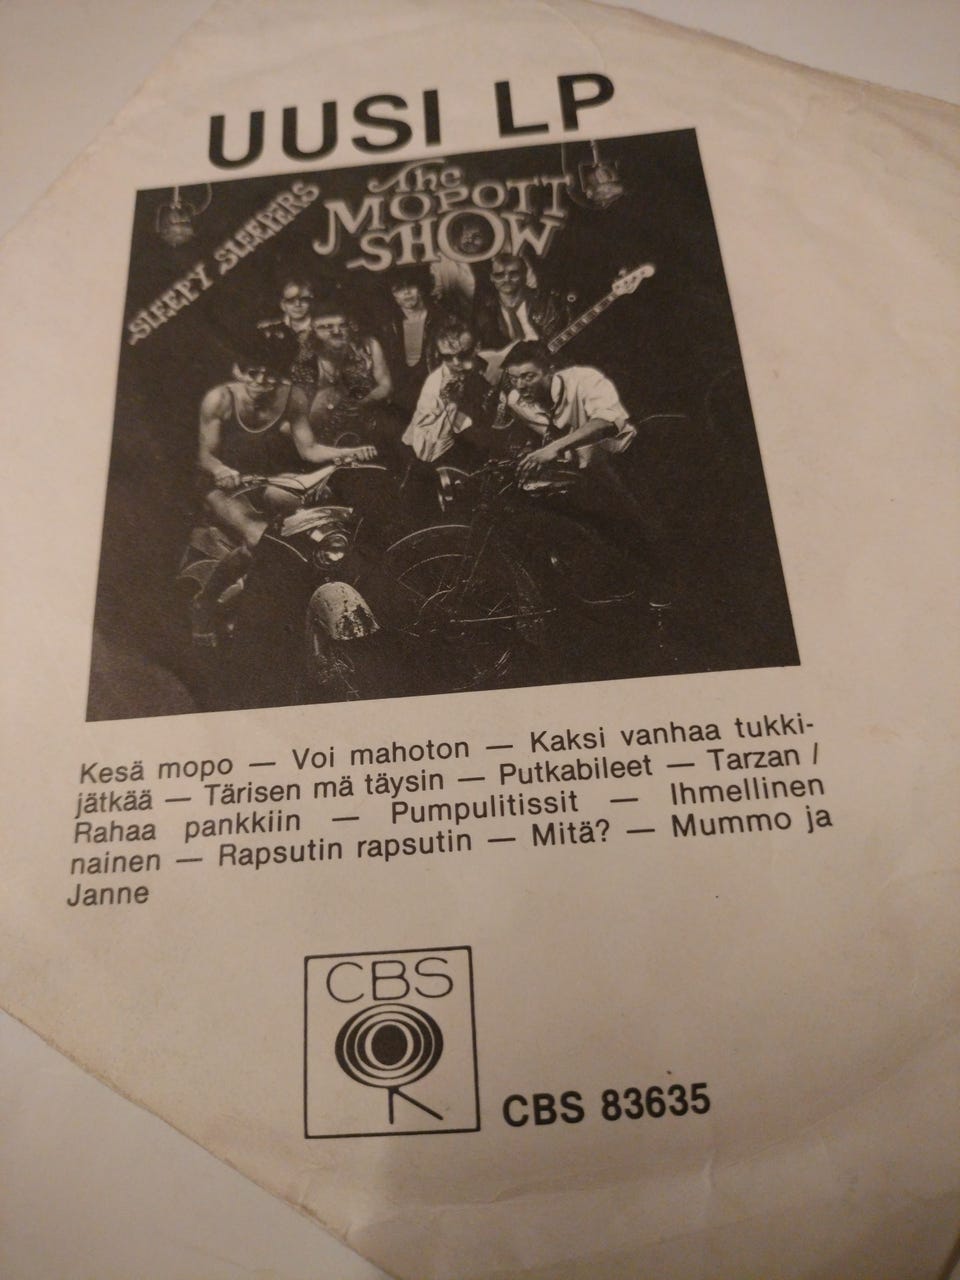 UUSI LP
SLEEPY SLEEPERS
The
MOPOTT
SHOW
Kesä mopo — Voi mahoton — Kaksi vanhaa tukki-
jätkää — Tärisen mä täysin — Putkabileet — Tarzan /
Rahaa pankkiin — Pumpulitissit — Ihmellinen
nainen — Rapsutin rapsutin — Mitä? — Mummo ja
Janne
CBS
CBS 83635